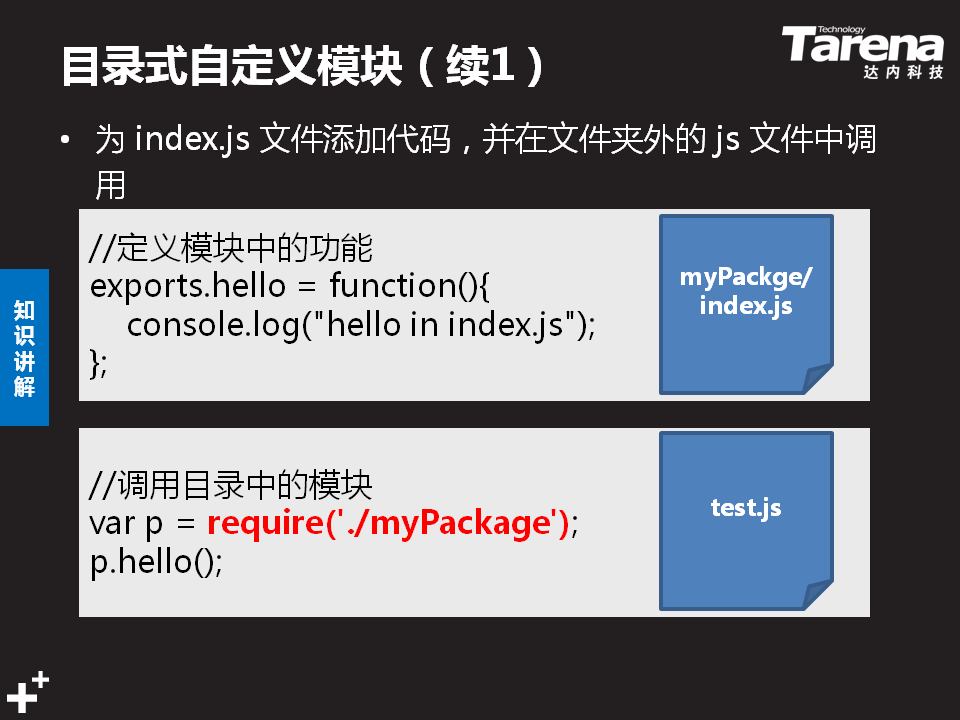 目录式自定义模块（续1）
Technology
Tarena
达内科技
• 为 index.js 文件添加代码，并在文件夹外的 js 文件中调
用
//定义模块中的功能
exports.hello = function(){
    console.log("hello in index.js");
};
myPackge/
index.js
知
识
讲
解
//调用目录中的模块
var p = require('./myPackage');
p.hello();
test.js